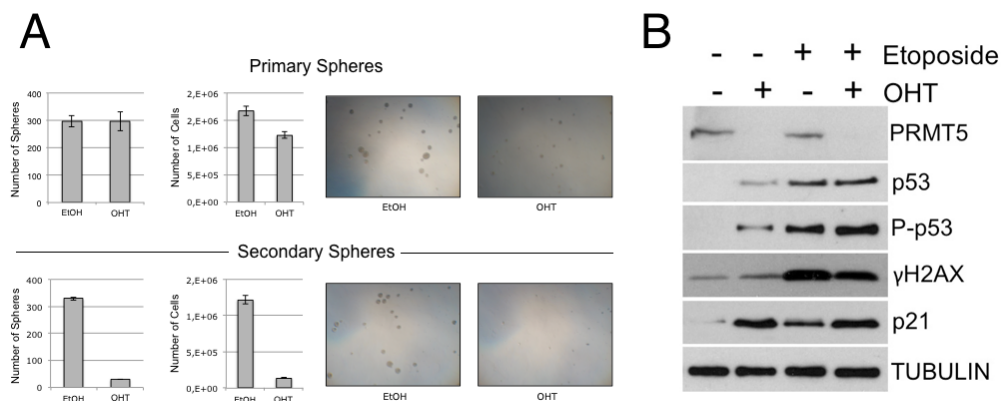 A
Primary Spheres
Number of Spheres
400
300
200
100
0
EtOH
OHT
Number of Cells
2,E+06
2,E+06
1,E+06
5,E+05
0,E+00
EtOH
OHT
EtOH
OHT
Secondary Spheres
Number of Spheres
400
300
200
100
0
EtOH
OHT
Number of Cells
2,E+06
1,E+06
5,E+05
0,E+00
EtOH
OHT
EtOH
OHT
B
- - + + Etoposide
- + - + OHT
PRMT5
p53
P-p53
γH2AX
p21
TUBULIN